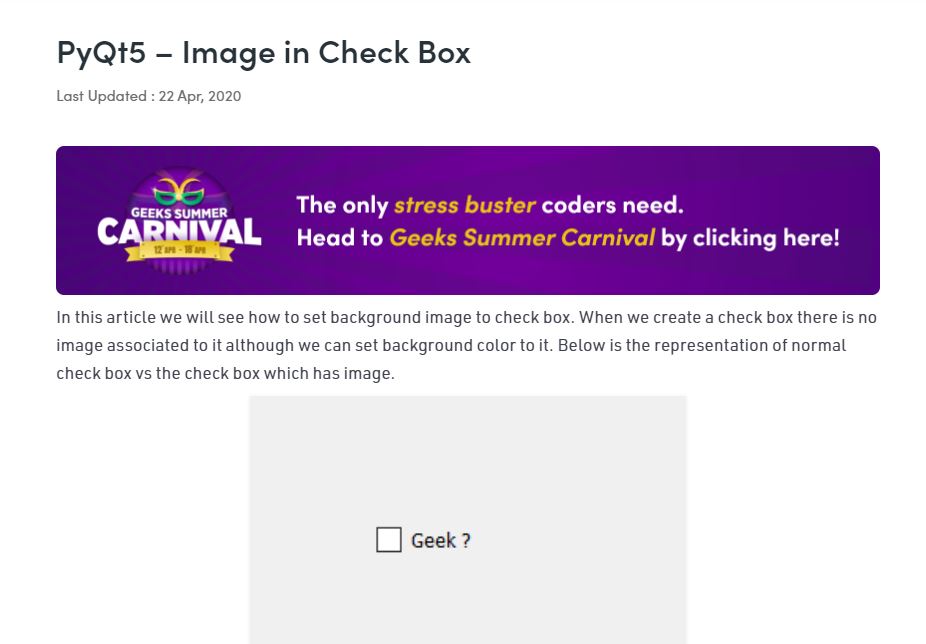 PyQt5 – Image in Check Box
Last Updated : 22 Apr, 2020
GEEKS SUMMER
CARNIVAL
12 APR - 18 APR
The only stress buster coders need.
Head to Geeks Summer Carnival by clicking here!
In this article we will see how to set background image to check box. When we create a check box there is no
image associated to it although we can set background color to it. Below is the representation of normal
check box vs the check box which has image.
Geek ?